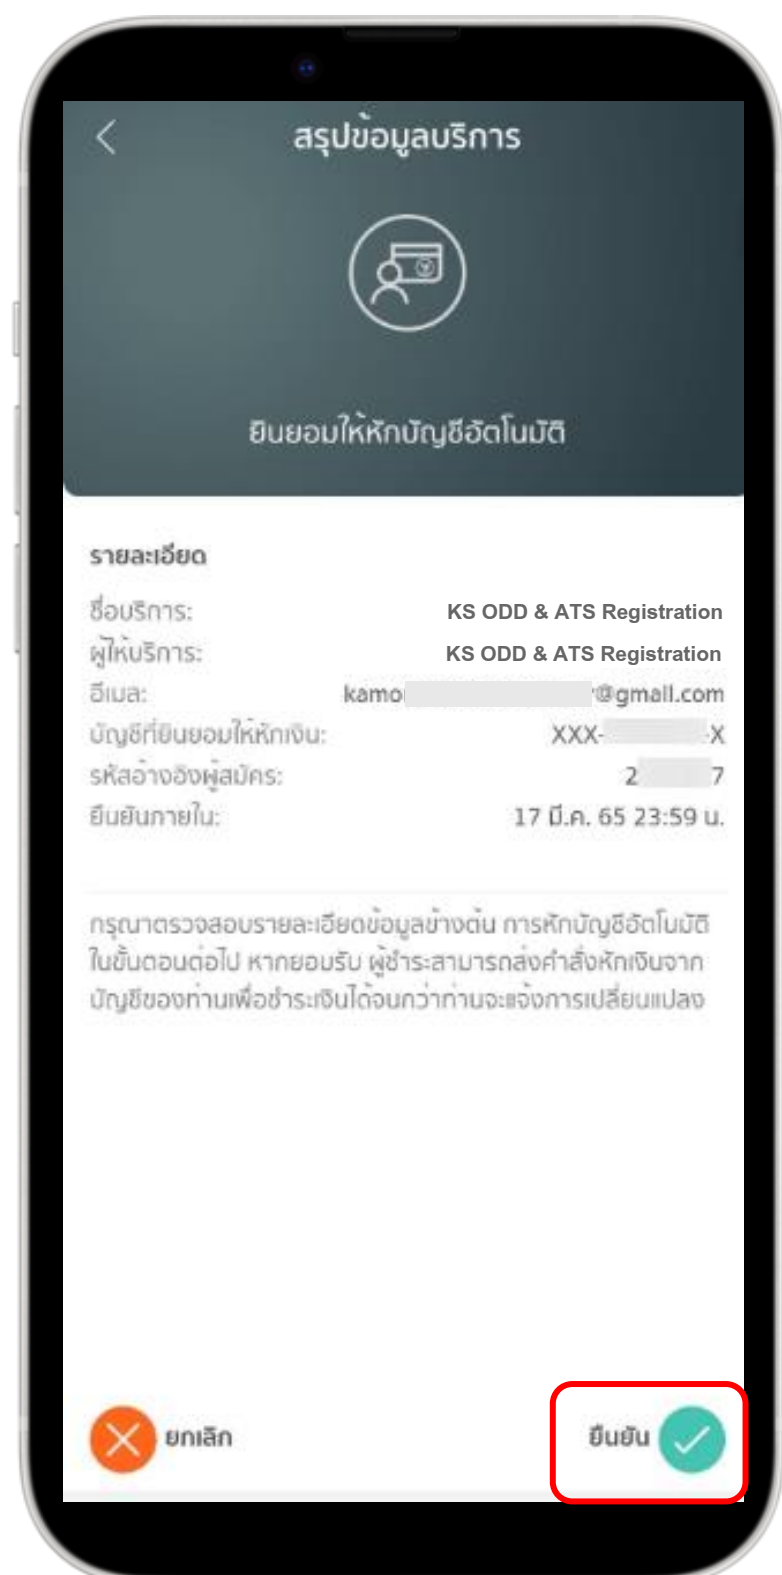 สรุปข้อมูลบริการ
ยินยอมให้หักบัญชีอัตโนมัติ
รายละเอียด
ชื่อบริการ: KS ODD & ATS Registration
ผู้ให้บริการ: KS ODD & ATS Registration
อีเมล: kamo @gmail.com
บัญชีที่ยินยอมให้หักเงิน: XXX- -X
รหัสอ้างอิงผู้สมัคร: 2 7
ยืนยันภายใน: 17 มี.ค. 65 23:59 น.
กรุณาตรวจสอบรายละเอียดข้อมูลข้างต้น การหักบัญชีอัตโนมัติ
ในขั้นตอนต่อไป หากยอมรับ ผู้ชำระสามารถส่งคำสั่งหักเงินจาก
บัญชีของท่านเพื่อชำระเงินได้จนกว่าท่านจะแจ้งการเปลี่ยนแปลง
ยกเลิก ยืนยัน